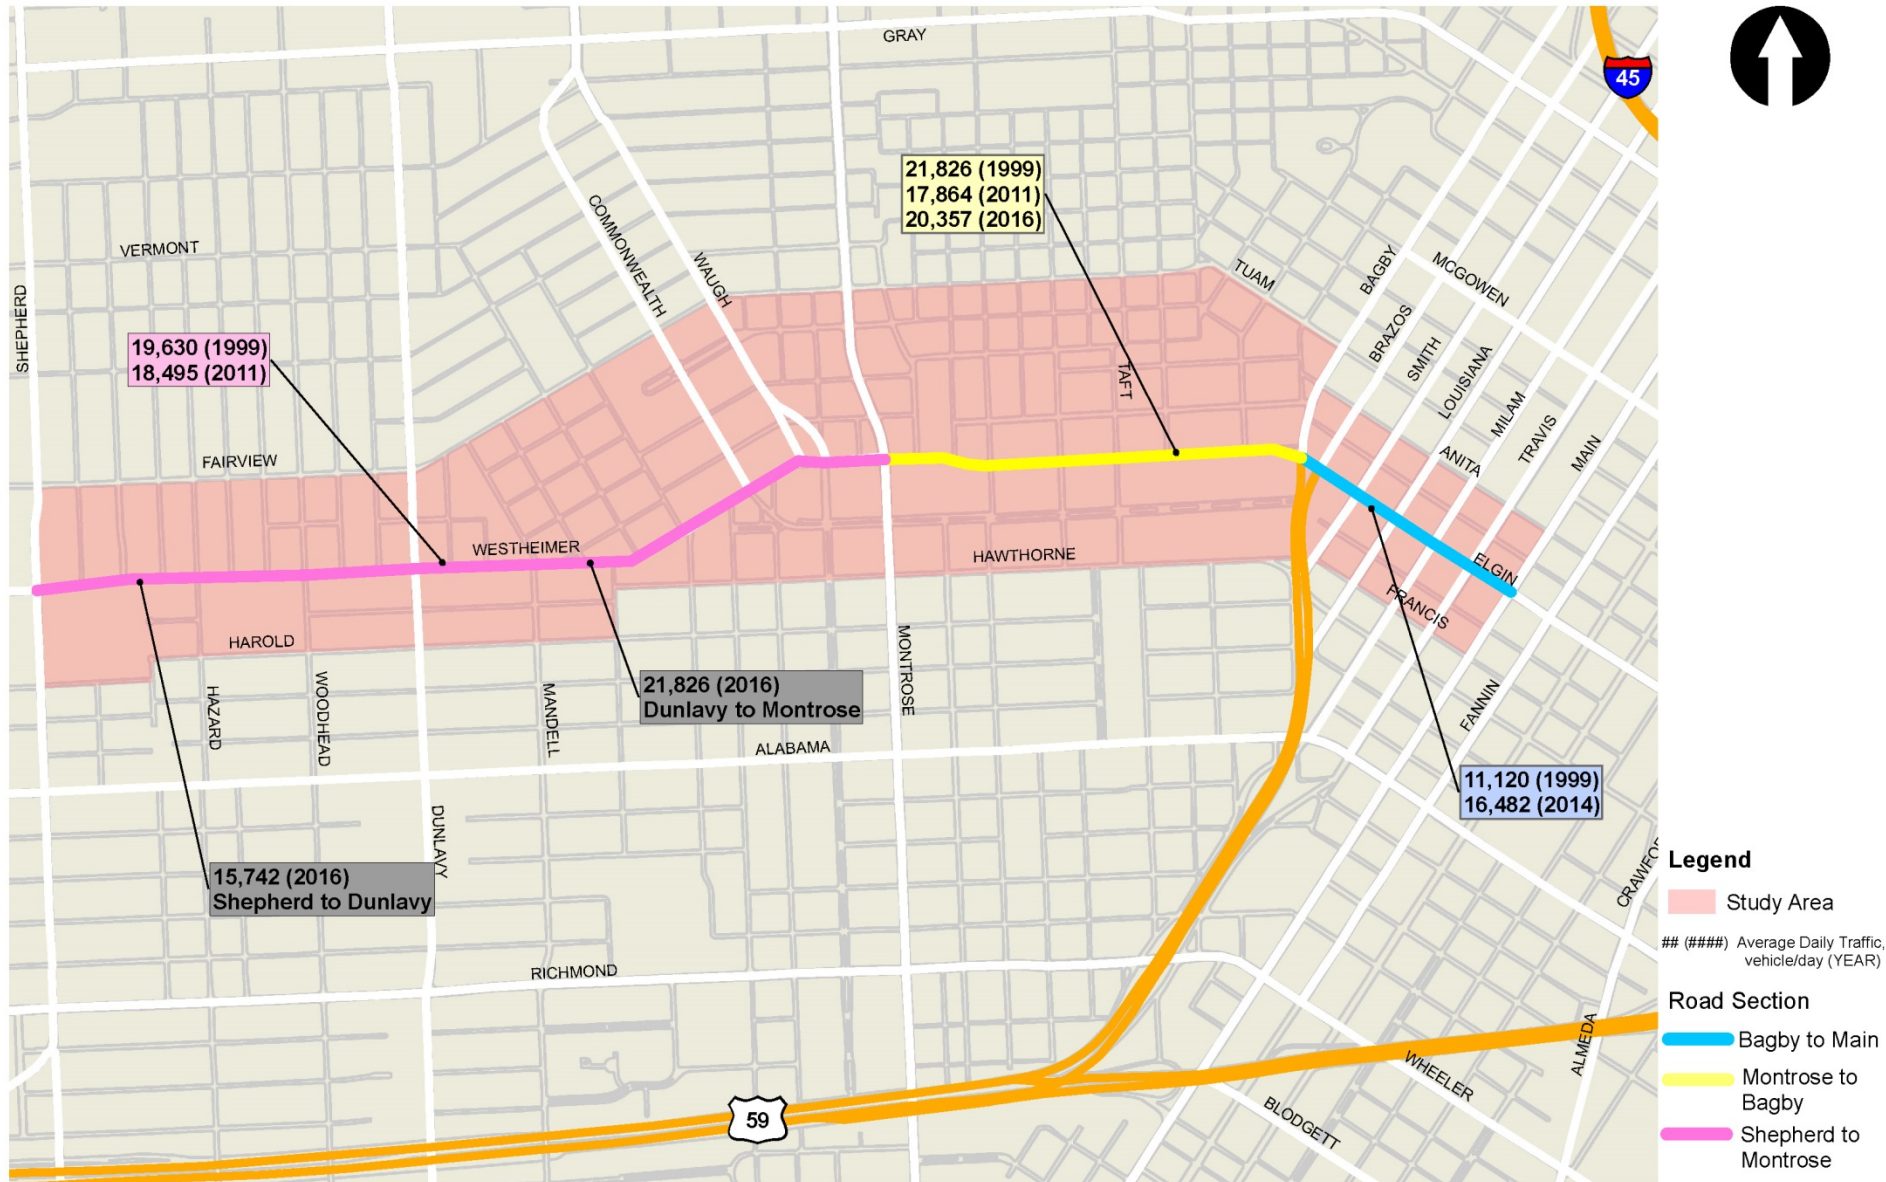 GRAY
45
21,826 (1999)
17,864 (2011)
20,357 (2016)
COMMONWEALTH
WAUGH
VERMONT
TUAM
BAGBY
MCGOWEN
SHEPHERD
BRAZOS
SMITH
LOUISIANA
MILAM
TRAVIS
MAIN
19,630 (1999)
18,495 (2011)
TAFT
FAIRVIEW
ANITA
WESTHEIMER
HAWTHORNE
ELGIN
FRANCIS
HAROLD
HAZARD
WOODHEAD
MANDELL
MONTROSE
FANNIN
21,826 (2016)
Dunlavy to Montrose
ALABAMA
11,120 (1999)
16,482 (2014)
DUNLAVY
15,742 (2016)
Shepherd to Dunlavy
RICHMOND
ALMEDA
WHEELER
BLODGETT
59
Legend
Study Area
## (####) Average Daily Traffic,
vehicle/day (YEAR)
Road Section
Bagby to Main
Montrose to
Bagby
Shepherd to
Montrose